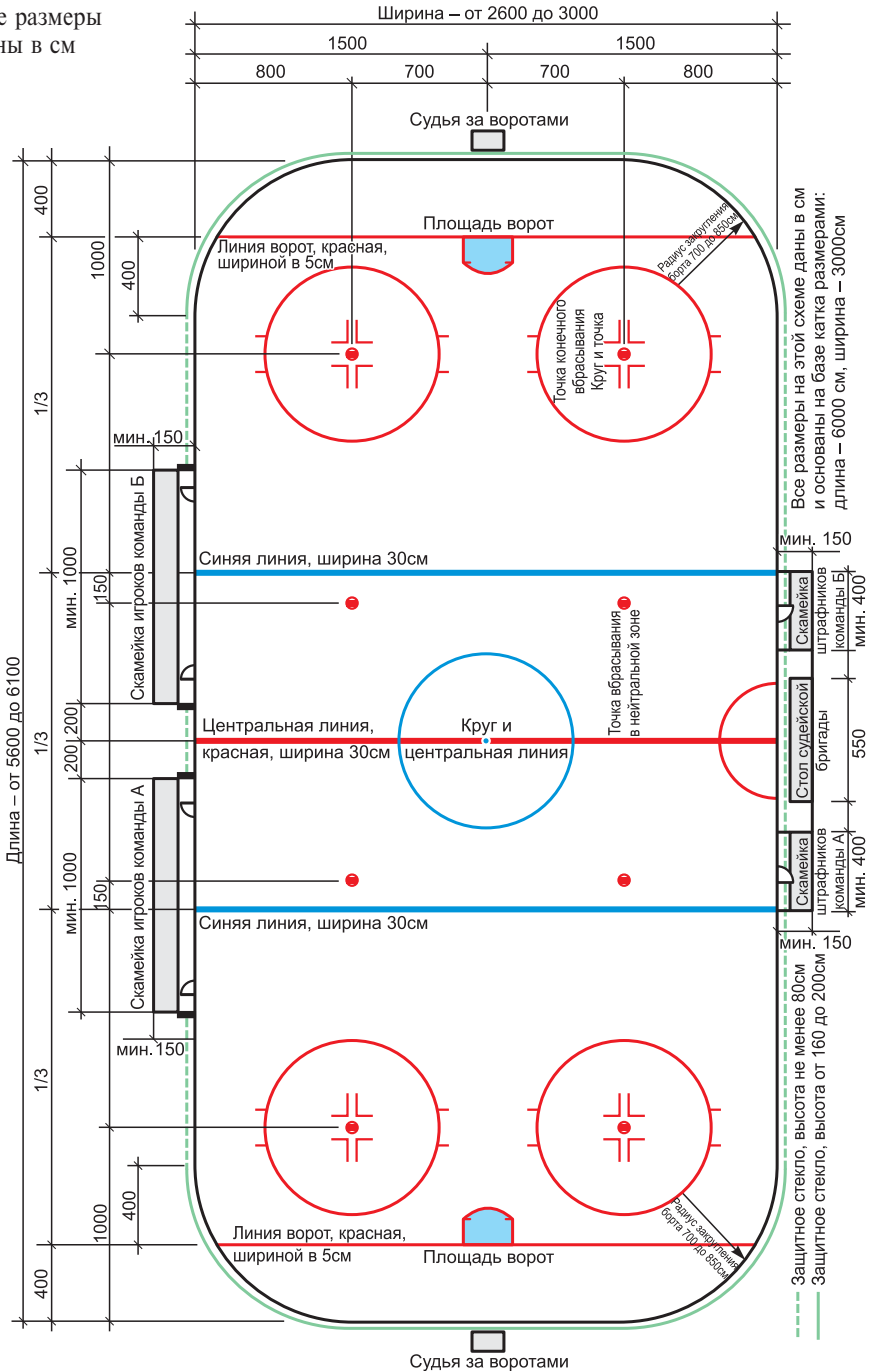 е размеры
ны в см
Ширина – от 2600 до 3000
1500
1500
800
700
700
800
Судья за воротами
400
1000
400
Площадь ворот
Линия ворот, красная,
шириной в 5см
Радиус закругления
борта 700 до 850см
Точка конечного
вбрасывания
Круг и точка
Все размеры на этой схеме даны в см
и основаны на базе катка размерами:
длина – 6000 см, ширина – 3000см
1/3
мин. 150
Скамейка игроков команды Б
мин. 1000
150
Синяя линия, ширина 30см
мин. 150
Скамейка
штрафников
команды Б
мин. 400
Точка вбрасывания
в нейтральной зоне
Длина – от 5600 до 6100
1/3
200
200
Центральная линия,
красная, ширина 30см
Круг и
центральная линия
Стол судейской
бригады
550
Скамейка игроков команды А
мин. 1000
150
Синяя линия, ширина 30см
Скамейка
штрафников
команды А
мин. 400
мин. 150
мин. 150
1/3
400
1000
400
Линия ворот, красная,
шириной в 5см
Площадь ворот
Радиус закругления
борта 700 до 850см
Защитное стекло, высота не менее 80см
Защитное стекло, высота от 160 до 200см
Судья за воротами